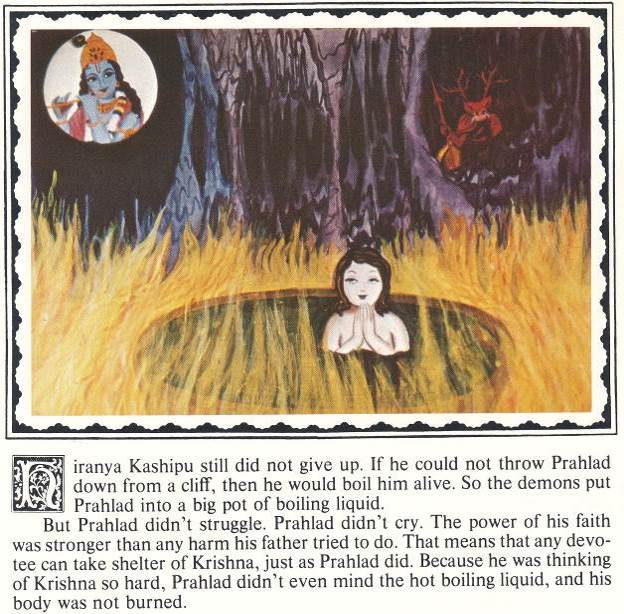 Hiranya Kashipu still did not give up. If he could not throw Prahlad
down from a cliff, then he would boil him alive. So the demons put
Prahlad into a big pot of boiling liquid.
But Prahlad didn't struggle. Prahlad didn't cry. The power of his faith
was stronger than any harm his father tried to do. That means that any devo-
tee can take shelter of Krishna, just as Prahlad did. Because he was thinking
of Krishna so hard, Prahlad didn't even mind the hot boiling liquid, and his
body was not burned.